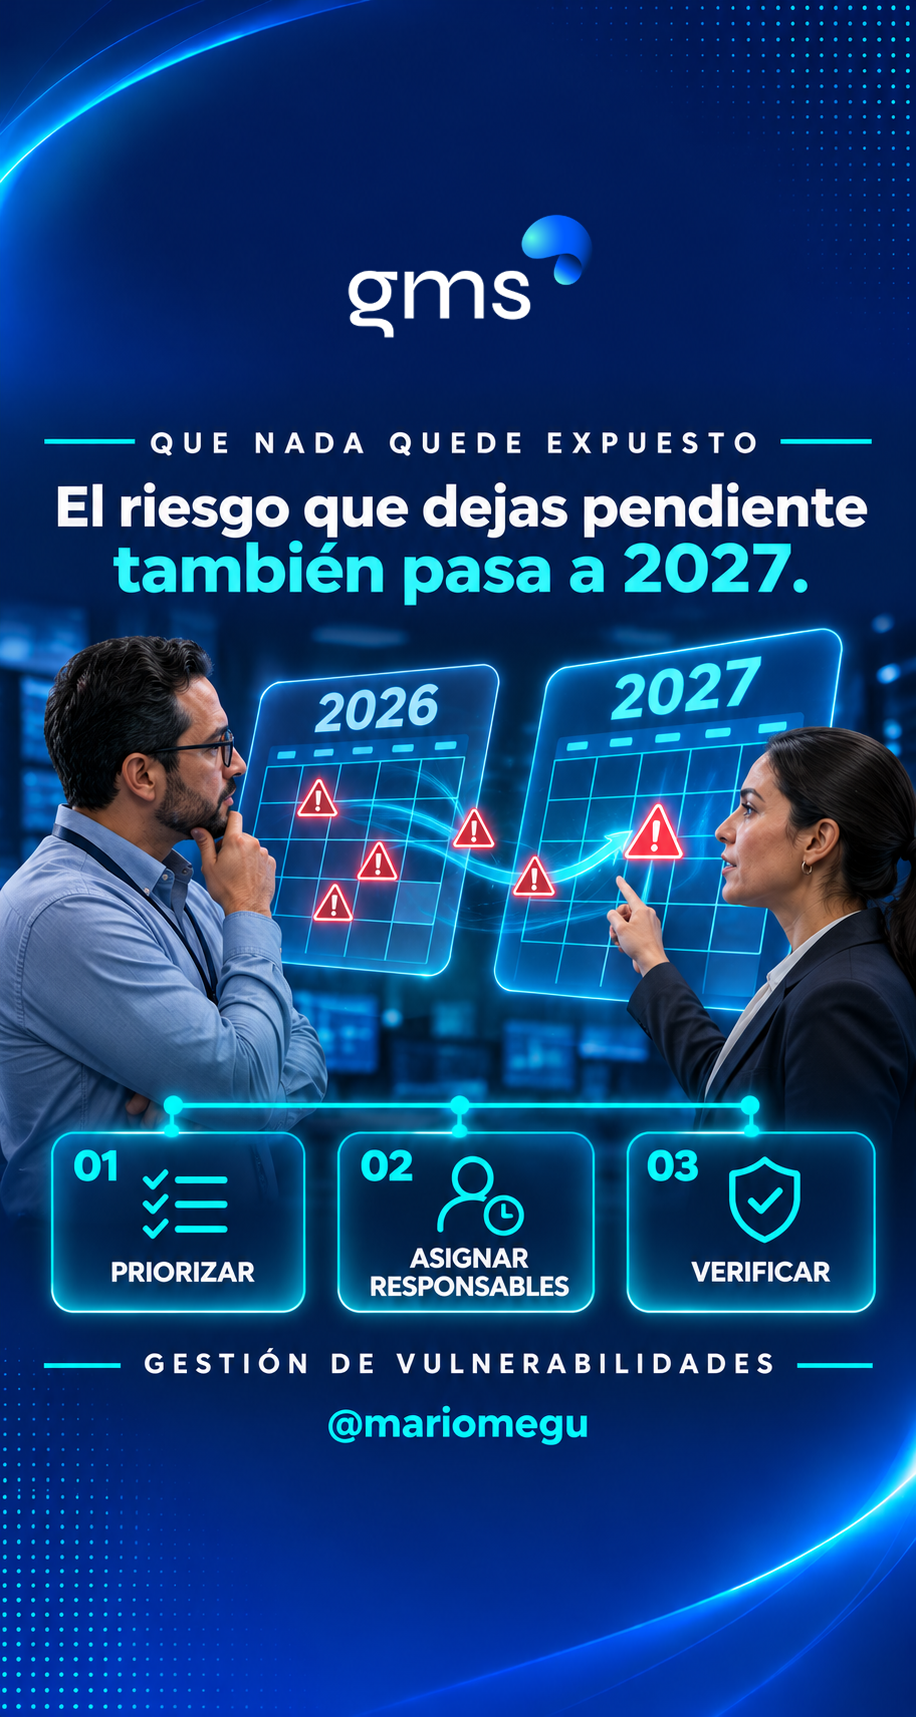 gms
QUE NADA QUEDE EXPUESTO
El riesgo que dejas pendiente
también pasa a 2027.
2026
2027
01
PRIORIZAR
02
ASIGNAR
RESPONSABLES
03
VERIFICAR
GESTIÓN DE VULNERABILIDADES
@mariomegu